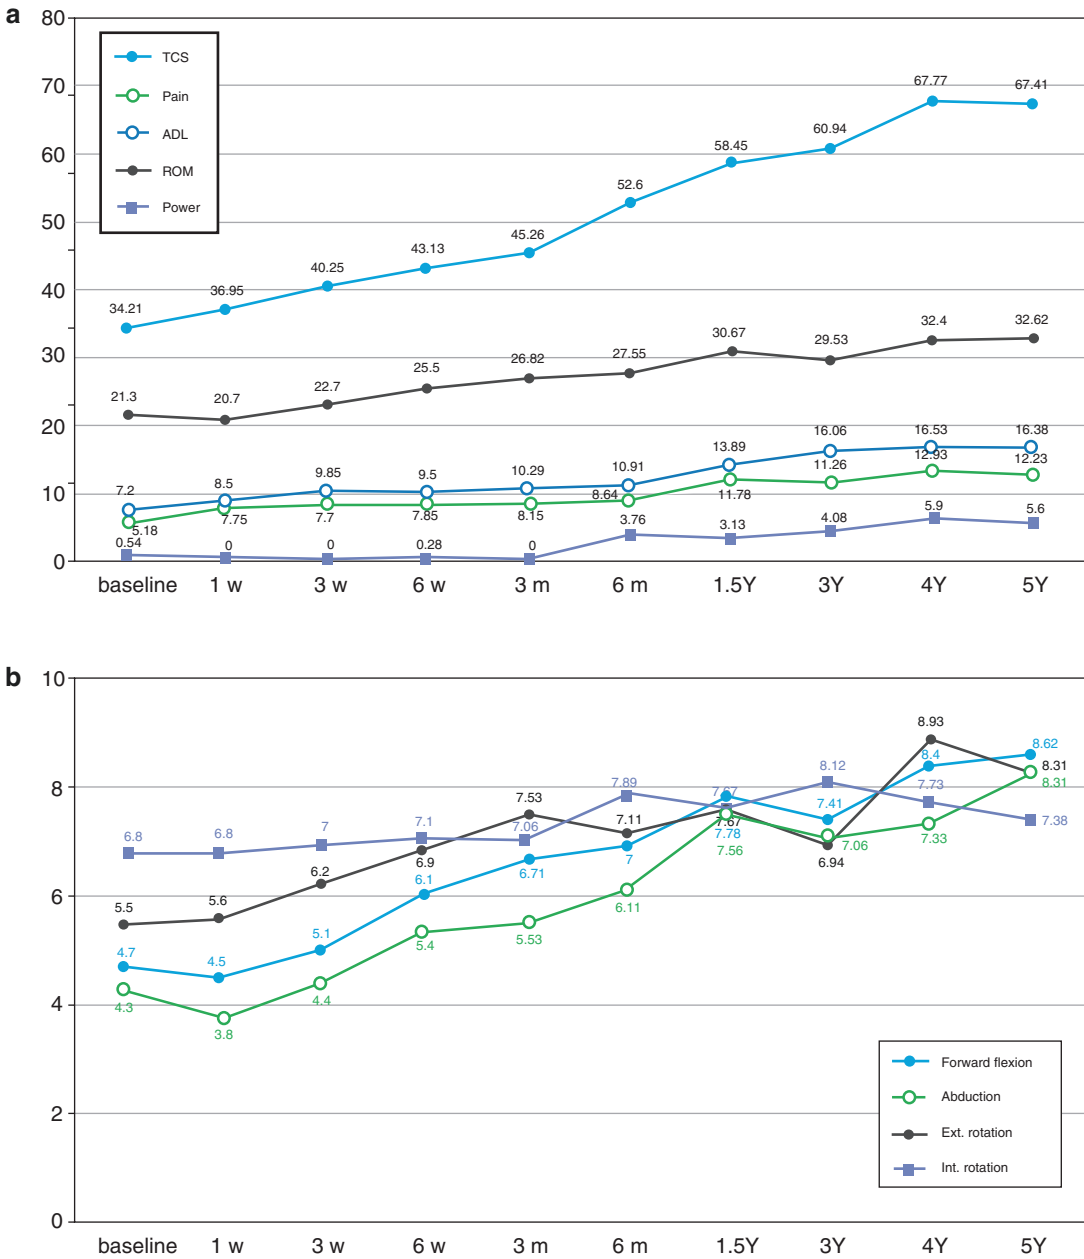 a
80
70
60
50
40
30
20
10
0
TCS
Pain
ADL
ROM
Power
34.21 36.95 40.25 43.13 45.26 52.6 58.45 60.94 67.77 67.41
21.3 20.7 22.7 25.5 26.82 27.55 30.67 29.53 32.4 32.62
7.2 8.5 9.85 9.5 10.29 10.91 13.89 16.06 16.53 16.38
5.18 7.75 7.7 7.85 8.15 8.64 11.78 11.26 12.93 12.23
0.54 0 0 0.28 0 3.76 3.13 4.08 5.9 5.6
baseline 1 w 3 w 6 w 3 m 6 m 1.5Y 3Y 4Y 5Y
b
10
8
6
4
2
0
6.8 6.8 7 7.1 7.06 7.89 7.67 8.12 7.73 7.38
5.5 5.6 6.2 6.9 7.53 7.11 7.67 6.94 8.93 8.31
4.7 4.5 5.1 6.1 6.71 7 7.78 7.41 8.4 8.62
4.3 3.8 4.4 5.4 5.53 6.11 7.56 7.06 7.33 8.31
Forward flexion
Abduction
Ext. rotation
Int. rotation
baseline 1 w 3 w 6 w 3 m 6 m 1.5Y 3Y 4Y 5Y